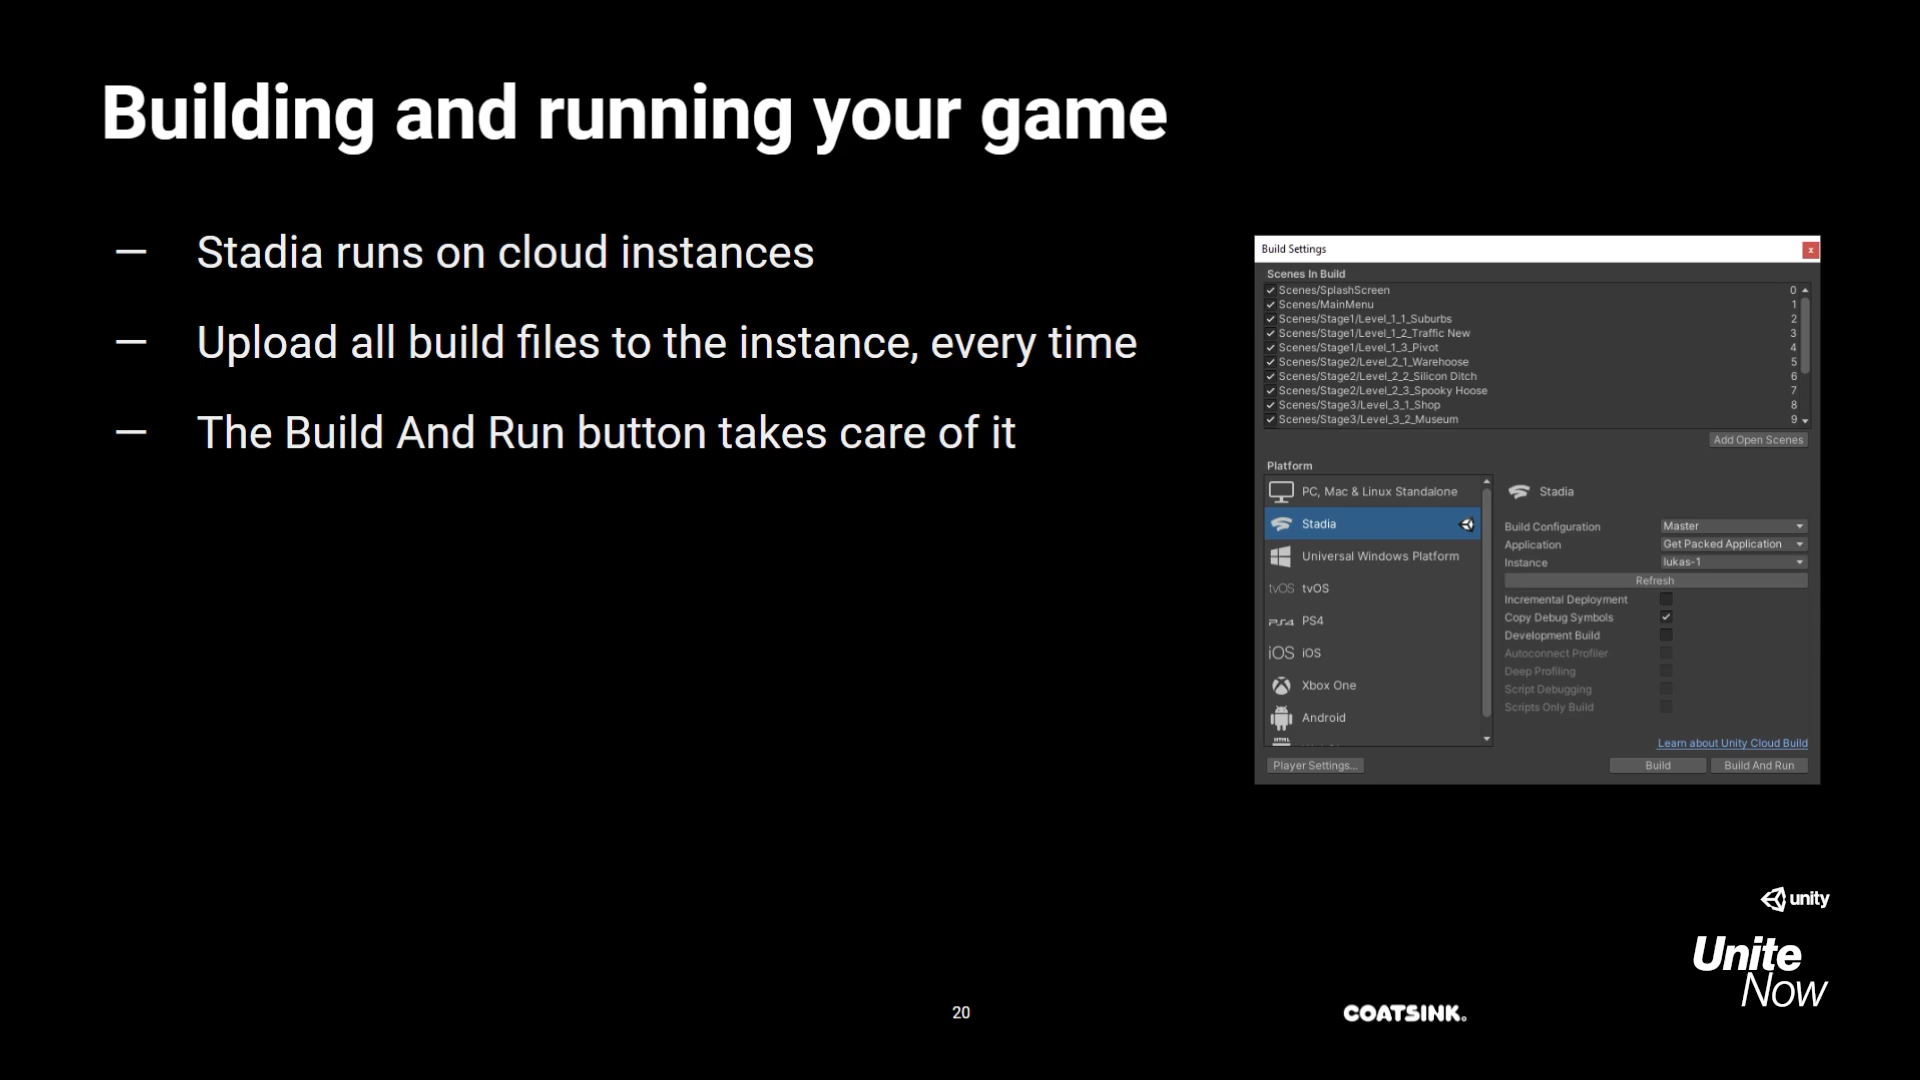 Building and running your game
— Stadia runs on cloud instances
— Upload all build files to the instance, every time
— The Build And Run button takes care of it
Build Settings
x
Scenes In Build
Scenes/SplashScreen 0
Scenes/MainMenu 1
Scenes/Stage1/Level_1_1_Suburbs 2
Scenes/Stage1/Level_1_2_Traffic New 3
Scenes/Stage1/Level_1_3_Pivot 4
Scenes/Stage2/Level_2_1_Warehoose 5
Scenes/Stage2/Level_2_2_Silicon Ditch 6
Scenes/Stage2/Level_2_3_Spooky Hoose 7
Scenes/Stage3/Level_3_1_Shop 8
Scenes/Stage3/Level_3_2_Museum 9
Add Open Scenes
Platform
PC, Mac & Linux Standalone
Stadia
Universal Windows Platform
tvOS tvOS
PS4 PS4
iOS iOS
Xbox One
Android
HTML
Stadia
Build Configuration Master
Application Get Packed Application
Instance lukas-1
Refresh
Incremental Deployment
Copy Debug Symbols
Development Build
Autoconnect Profiler
Deep Profiling
Script Debugging
Scripts Only Build
Learn about Unity Cloud Build
Player Settings...
Build
Build And Run
unity
Unite
Now
20
COATSINK.